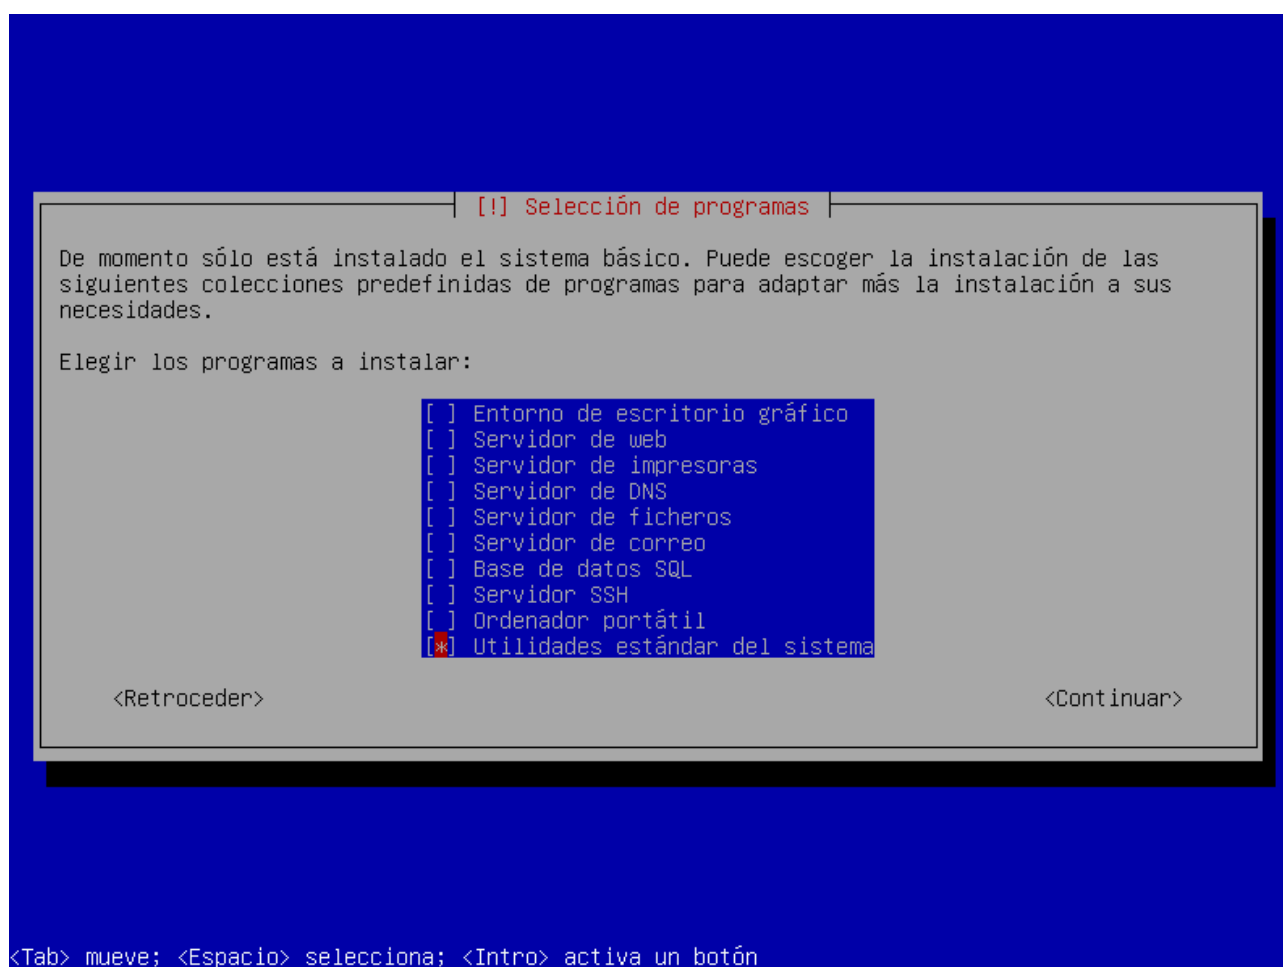 [!] Selección de programas
De momento sólo está instalado el sistema básico. Puede escoger la instalación de las
siguientes colecciones predefinidas de programas para adaptar más la instalación a sus
necesidades.
Elegir los programas a instalar:
[ ] Entorno de escritorio gráfico
[ ] Servidor de web
[ ] Servidor de impresoras
[ ] Servidor de DNS
[ ] Servidor de ficheros
[ ] Servidor de correo
[ ] Base de datos SQL
[ ] Servidor SSH
[ ] Ordenador portátil
[*] Utilidades estándar del sistema
<Retroceder> <Continuar>
<Tab> mueve; <Espacio> selecciona; <Intro> activa un botón